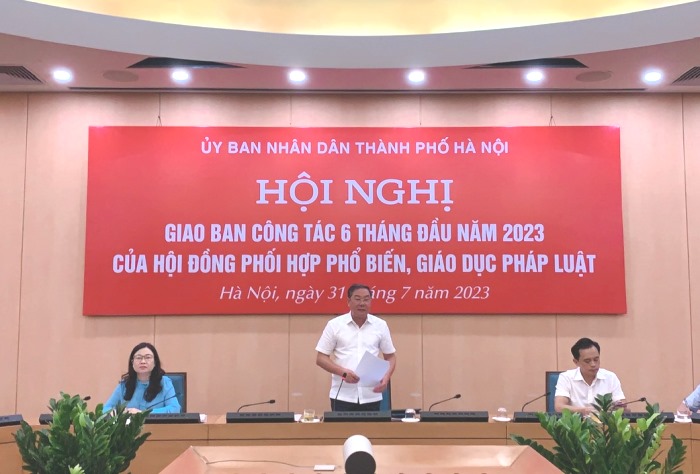 ỦY BAN NHÂN DÂN THÀNH PHỐ HÀ NỘI
HỘI NGHỊ
GIAO BAN CÔNG TÁC 6 THÁNG ĐẦU NĂM 2023
CỦA HỘI ĐỒNG PHỐI HỢP PHỔ BIẾN, GIÁO DỤC PHÁP LUẬT
Hà Nội, ngày 31 tháng 7 năm 2023